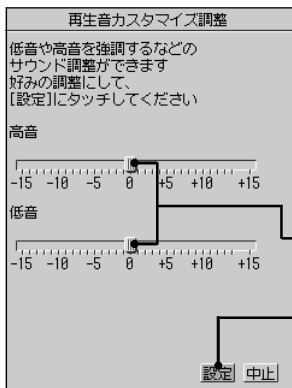 再生音カスタマイズ調整
低音や高音を強調するなどの
サウンド調整ができます
好みの調整にして、
[設定]にタッチしてください
高音
-15 -10 -5 0 +5 +10 +15
低音
-15 -10 -5 0 +5 +10 +15
設定 中止